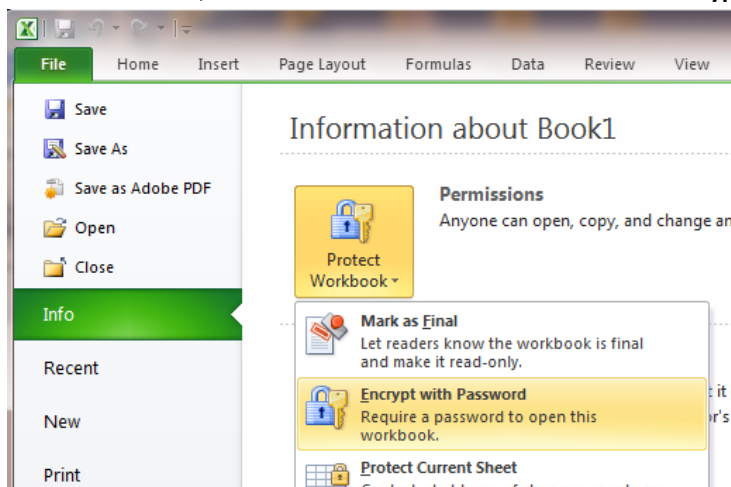 File Home Insert Page Layout Formulas Data Review View
Save
Save As
Save as Adobe PDF
Open
Close
Info
Recent
New
Print
Information about Book1
Permissions
Anyone can open, copy, and change
Protect
Workbook
Mark as Final
Let readers know the workbook is final
and make it read-only.
Encrypt with Password
Require a password to open this
workbook.
Protect Current Sheet
it
r's